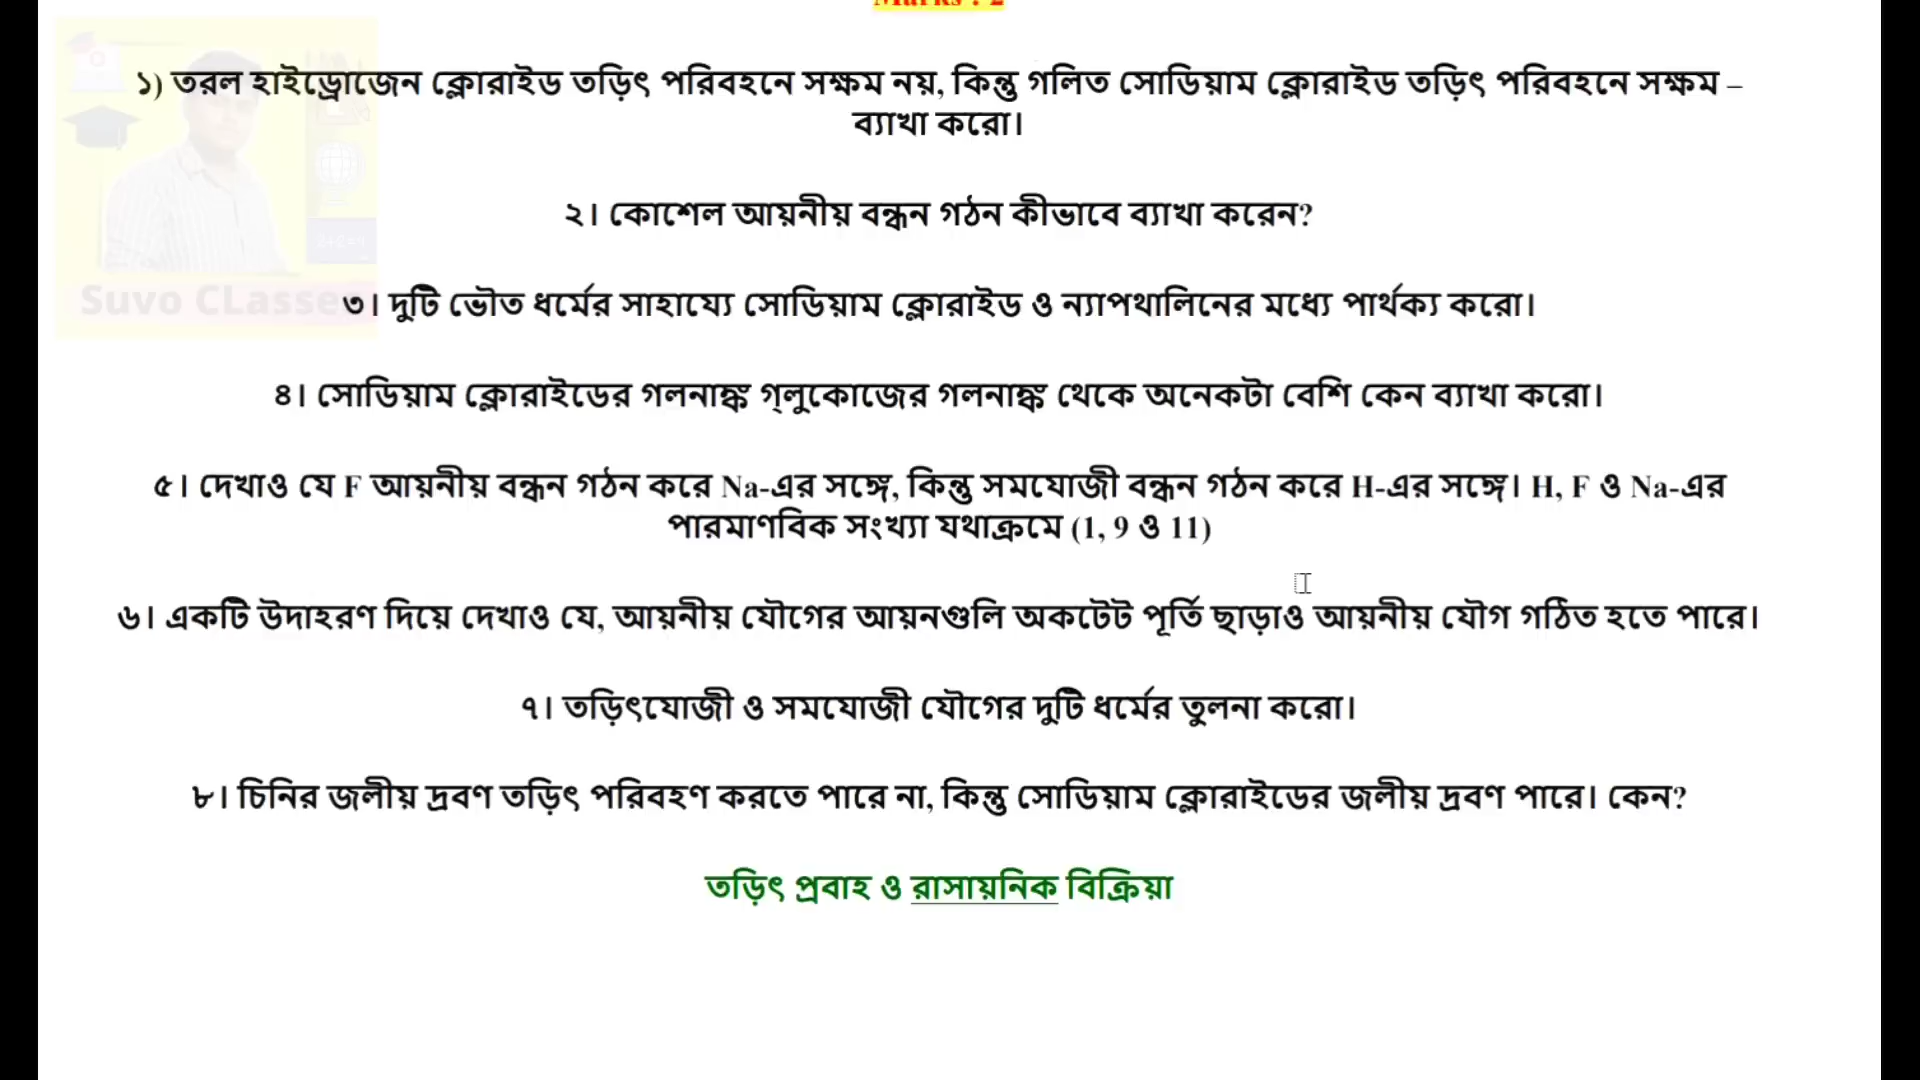 Marks : 2
১) তরল হাইড্রোজেন ক্লোরাইড তড়িৎ পরিবহনে সক্ষম নয়, কিন্তু গলিত সোডিয়াম ক্লোরাইড তড়িৎ পরিবহনে সক্ষম –
ব্যাখা করো।
২। কোশেল আয়নীয় বন্ধন গঠন কীভাবে ব্যাখা করেন?
Suvo CLasses
৩। দুটি ভৌত ধর্মের সাহায্যে সোডিয়াম ক্লোরাইড ও ন্যাপথালিনের মধ্যে পার্থক্য করো।
৪। সোডিয়াম ক্লোরাইডের গলনাঙ্ক গ্লুকোজের গলনাঙ্ক থেকে অনেকটা বেশি কেন ব্যাখা করো।
৫। দেখাও যে F আয়নীয় বন্ধন গঠন করে Na-এর সঙ্গে, কিন্তু সমযোজী বন্ধন গঠন করে H-এর সঙ্গে। H, F ও Na-এর
পারমাণবিক সংখ্যা যথাক্রমে (1, 9 ও 11)
৬। একটি উদাহরণ দিয়ে দেখাও যে, আয়নীয় যৌগের আয়নগুলি অকটেট পূর্তি ছাড়াও আয়নীয় যৌগ গঠিত হতে পারে।
৭। তড়িৎযোজী ও সমযোজী যৌগের দুটি ধর্মের তুলনা করো।
৮। চিনির জলীয় দ্রবণ তড়িৎ পরিবহণ করতে পারে না, কিন্তু সোডিয়াম ক্লোরাইডের জলীয় দ্রবণ পারে। কেন?
তড়িৎ প্রবাহ ও রাসায়নিক বিক্রিয়া